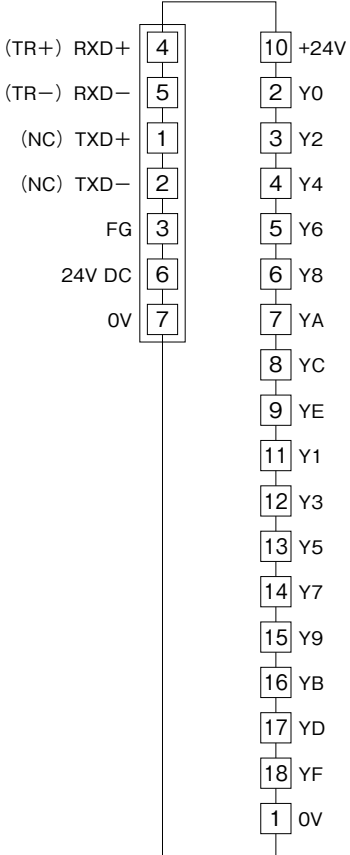 (TR+) RXD+ 4
(TR−) RXD− 5
(NC) TXD+ 1
(NC) TXD− 2
FG 3
24V DC 6
0V 7
10 +24V
2 Y0
3 Y2
4 Y4
5 Y6
6 Y8
7 YA
8 YC
9 YE
11 Y1
12 Y3
13 Y5
14 Y7
15 Y9
16 YB
17 YD
18 YF
1 0V